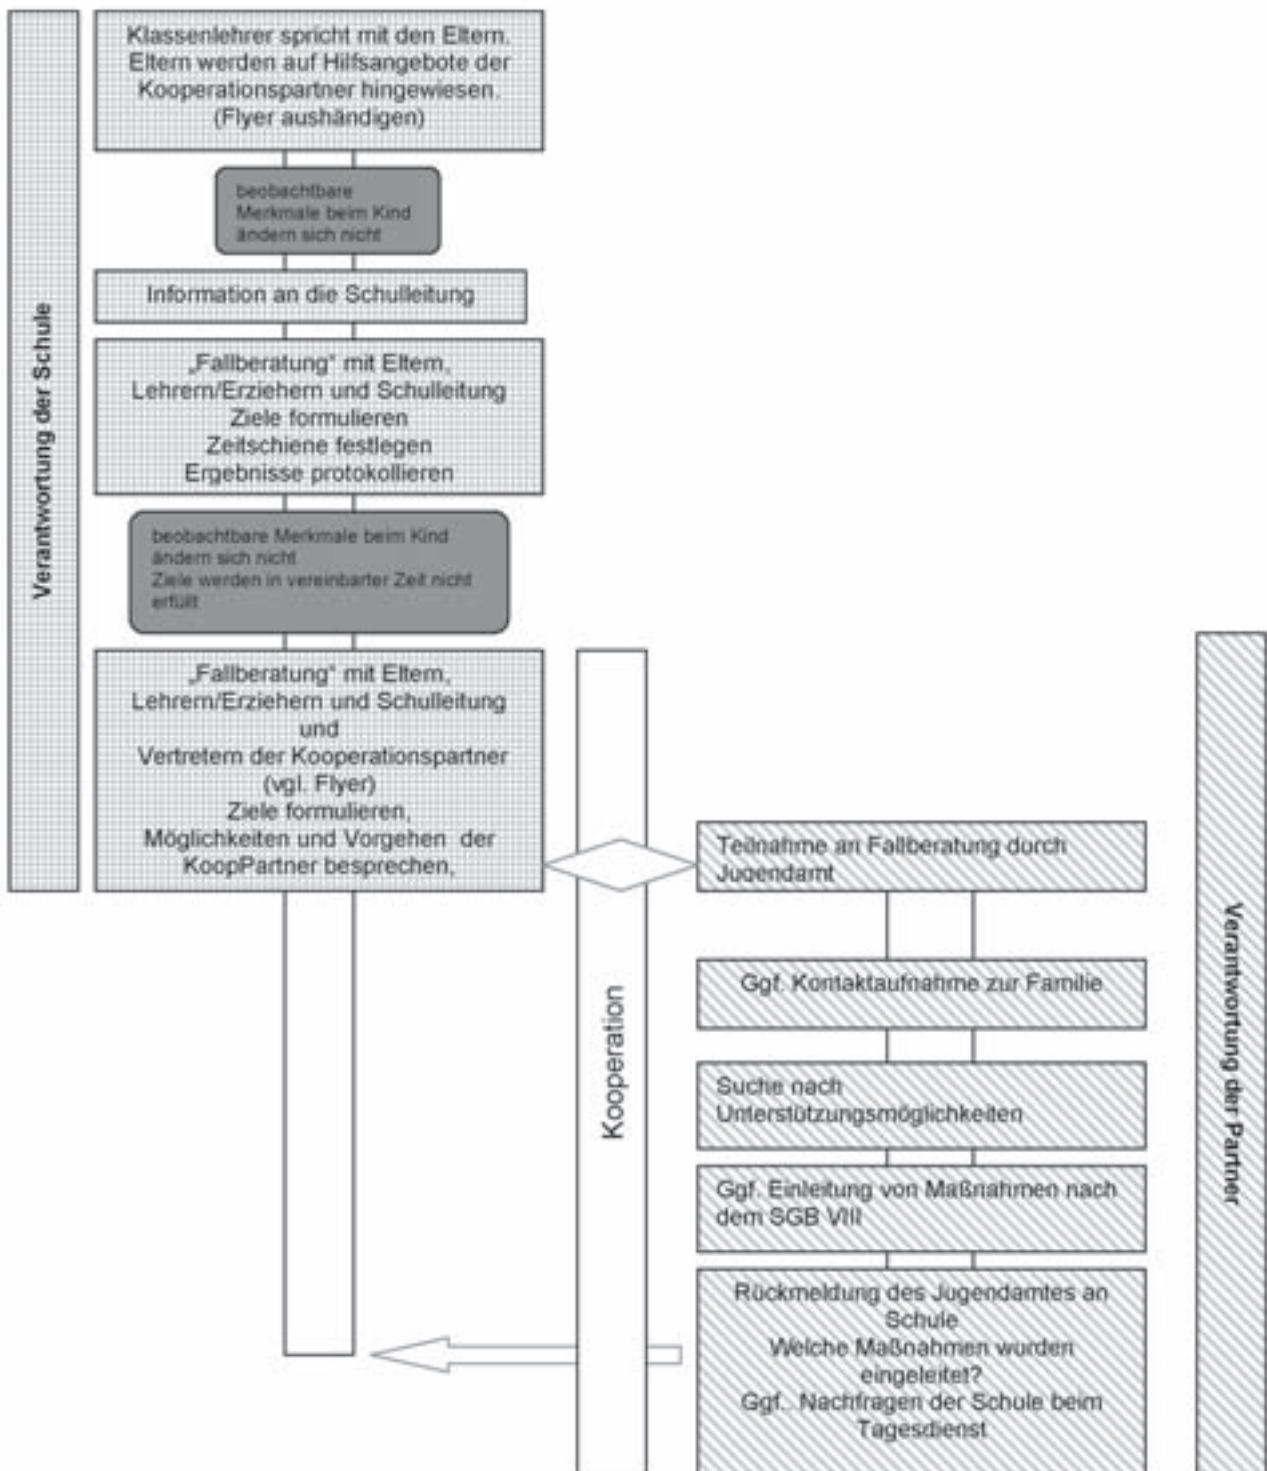 Verantwortung der Schule
Klassenlehrer spricht mit den Eltern.
Eltern werden auf Hilfsangebote der
Kooperationspartner hingewiesen.
(Flyer aushändigen)
beobachtbare
Merkmale beim Kind
ändern sich nicht
Information an die Schulleitung
„Fallberatung“ mit Eltern,
Lehrern/Erziehern und Schulleitung
Ziele formulieren
Zeitschiene festlegen
Ergebnisse protokollieren
beobachtbare Merkmale beim Kind
ändern sich nicht
Ziele werden in vereinbarter Zeit nicht
erfüllt
„Fallberatung“ mit Eltern,
Lehrern/Erziehern und Schulleitung
und
Vertretern der Kooperationspartner
(vgl. Flyer)
Ziele formulieren,
Möglichkeiten und Vorgehen der
KoopPartner besprechen,
Kooperation
Teilnahme an Fallberatung durch
Jugendamt
Ggf. Kontaktaufnahme zur Familie
Suche nach
Unterstützungsmöglichkeiten
Ggf. Einleitung von Maßnahmen nach
dem SGB VIII
Rückmeldung des Jugendamtes an
Schule
Welche Maßnahmen wurden
eingeleitet?
Ggf.. Nachfragen der Schule beim
Tagesdienst
Verantwortung der Partner